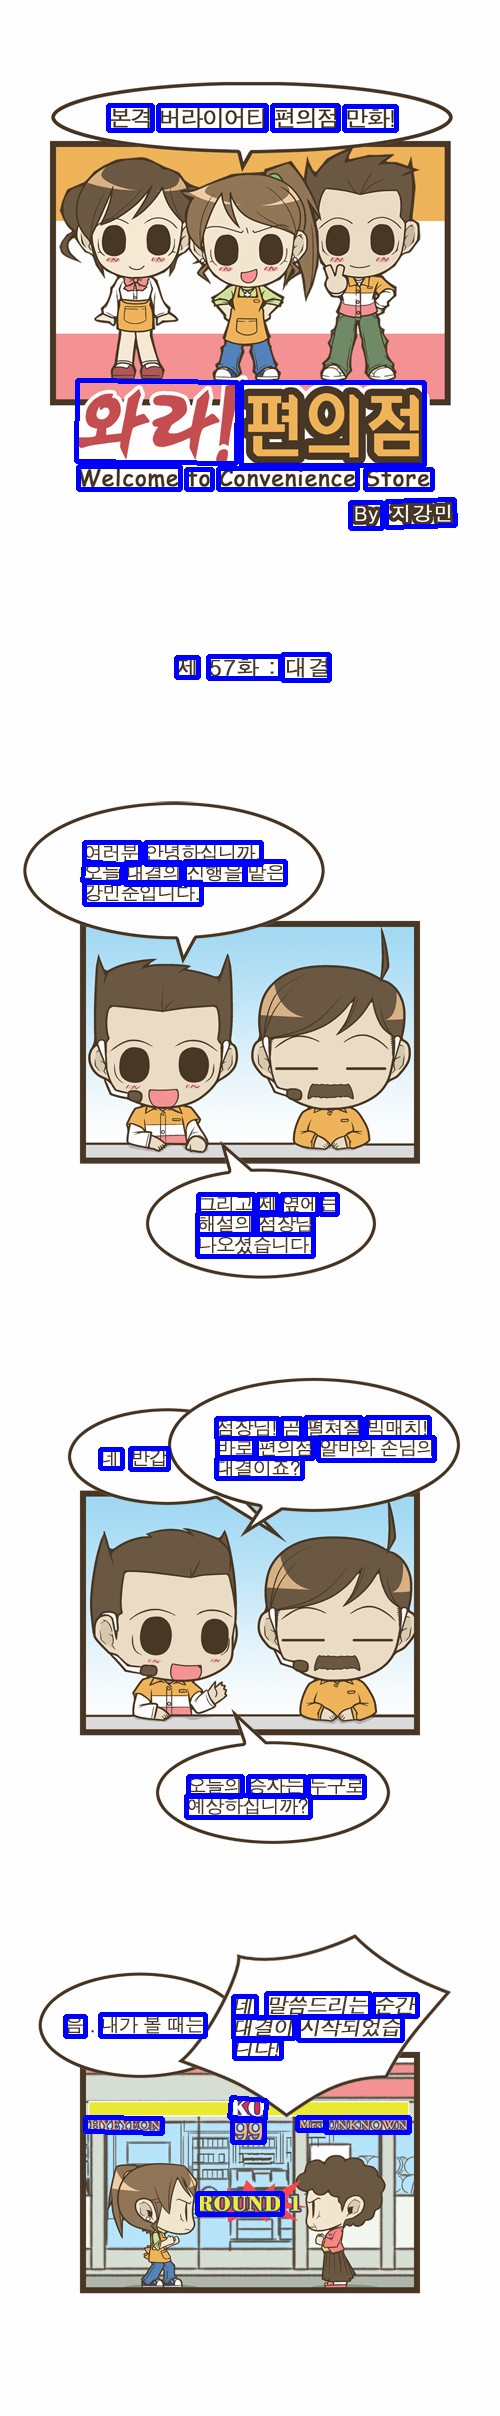 본격 버라이어티 편의점 만화!
와라! 편의점
Welcome to Convenience Store
By 지강민
제 57화 : 대결
여러분 안녕하십니까
오늘 대결의 진행을 맡은
강민준입니다.
그리고 제 옆에는
해설의 점장님
나오셨습니다
네 반갑
점장님! 곧 펼쳐질 빅매치!
바로 편의점 알바와 손님의
대결이죠?
오늘의 승자는 누구로
예상하십니까?
음. 내가 볼 때는
네 말씀드리는 순간
대결이 시작되었습
니다!
KO
99
HYEYEON
Miss UNKNOWN
ROUND 1